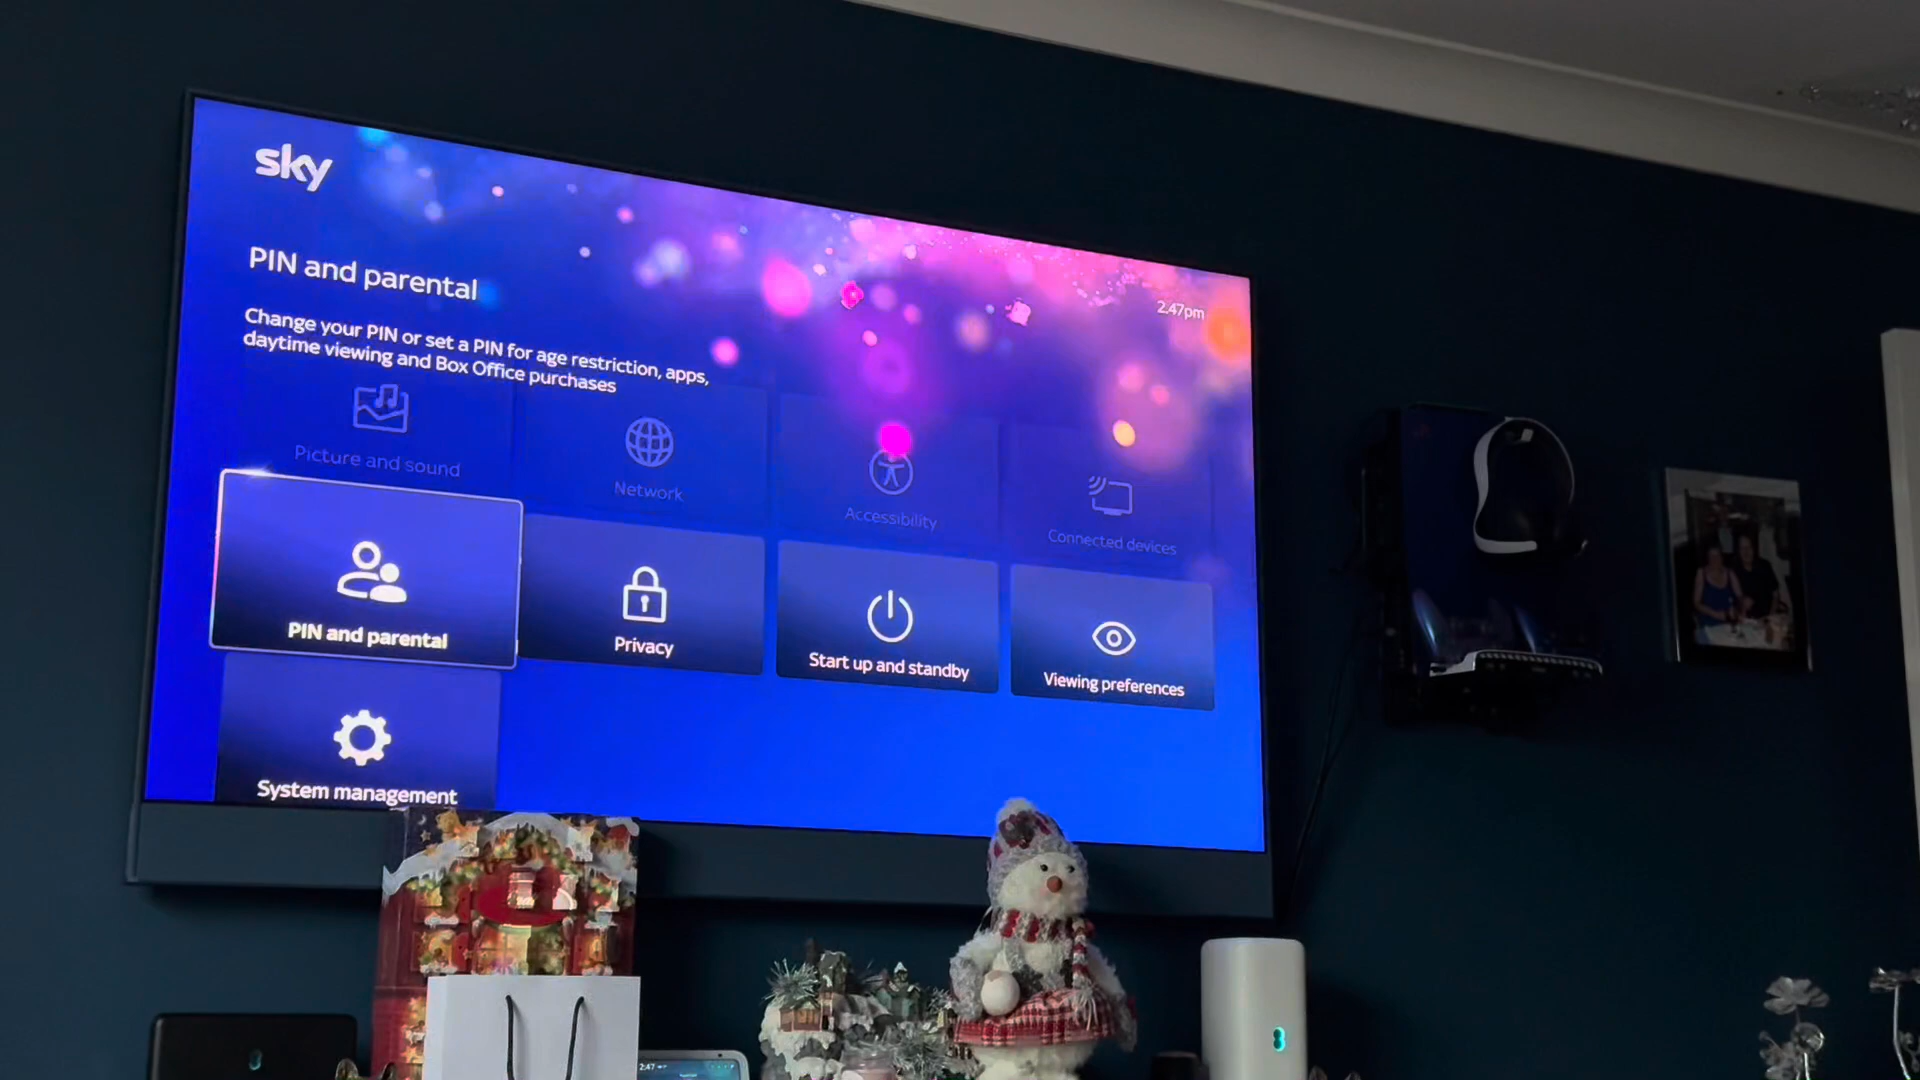 sky
PIN and parental
2.47pm
Change your PIN or set a PIN for age restriction, apps,
daytime viewing and Box Office purchases
Picture and sound
Network
Accessibility
Connected devices
PIN and parental
Privacy
Start up and standby
Viewing preferences
System management
2:47